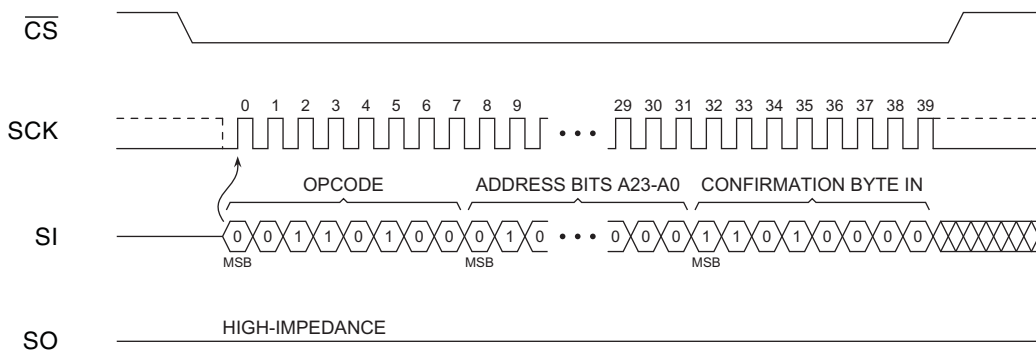 CS
0 1 2 3 4 5 6 7 8 9 29 30 31 32 33 34 35 36 37 38 39
SCK
OPCODE ADDRESS BITS A23-A0 CONFIRMATION BYTE IN
SI 0 0 1 1 0 1 0 0 0 1 0 0 0 0 1 1 0 1 0 0 0 0
MSB MSB MSB
HIGH-IMPEDANCE
SO